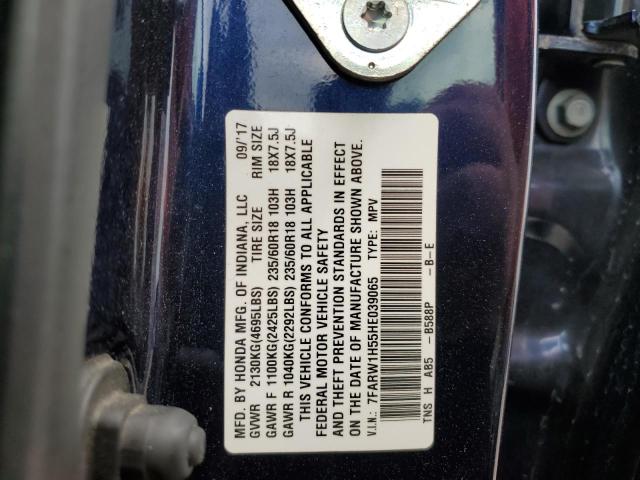 MFD. BY HONDA MFG. OF INDIANA, LLC 09/'17
GVWR 2130KG(4695LBS) TIRE SIZE RIM SIZE
GAWR F 1100KG(2425LBS) 235/60R18 103H 18X7.5J
GAWR R 1040KG(2292LBS) 235/60R18 103H 18X7.5J
THIS VEHICLE CONFORMS TO ALL APPLICABLE
FEDERAL MOTOR VEHICLE SAFETY
AND THEFT PREVENTION STANDARDS IN EFFECT
ON THE DATE OF MANUFACTURE SHOWN ABOVE.
V.I.N.: 7FARW1H55HE039065 TYPE: MPV
TNS H AB5 -B588P -B-E